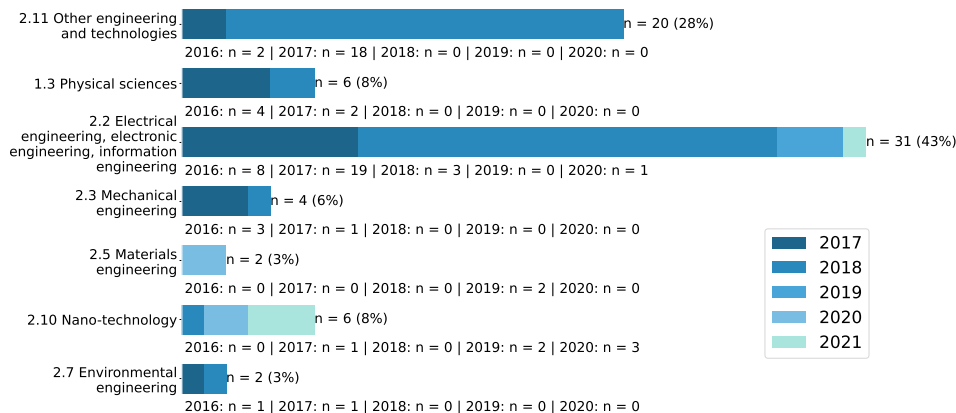 2.11 Other engineering
and technologies
n = 20 (28%)
2016: n = 2 | 2017: n = 18 | 2018: n = 0 | 2019: n = 0 | 2020: n = 0
1.3 Physical sciences
n = 6 (8%)
2016: n = 4 | 2017: n = 2 | 2018: n = 0 | 2019: n = 0 | 2020: n = 0
2.2 Electrical
engineering, electronic
engineering, information
engineering
n = 31 (43%)
2016: n = 8 | 2017: n = 19 | 2018: n = 3 | 2019: n = 0 | 2020: n = 1
2.3 Mechanical
engineering
n = 4 (6%)
2016: n = 3 | 2017: n = 1 | 2018: n = 0 | 2019: n = 0 | 2020: n = 0
2.5 Materials
engineering
n = 2 (3%)
2016: n = 0 | 2017: n = 0 | 2018: n = 0 | 2019: n = 2 | 2020: n = 0
2.10 Nano-technology
n = 6 (8%)
2016: n = 0 | 2017: n = 1 | 2018: n = 0 | 2019: n = 2 | 2020: n = 3
2.7 Environmental
engineering
n = 2 (3%)
2016: n = 1 | 2017: n = 1 | 2018: n = 0 | 2019: n = 0 | 2020: n = 0
2017
2018
2019
2020
2021